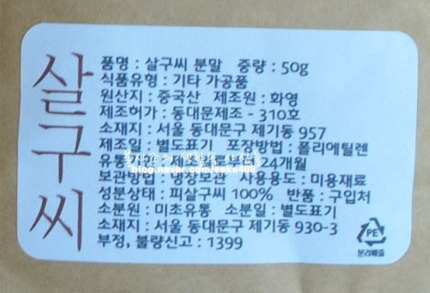 살구씨
품명 : 살구씨 분말 중량 : 50g
식품유형 : 기타 가공품
원산지 : 중국산 제조원 : 화영
제조허가 : 동대문제조 - 310호
소재지 : 서울 동대문구 제기동 957
제조일 : 별도표기 포장방법 : 폴리에틸렌
유통기한 : 제조일로부터 24개월
보관방법 : 냉장보관 사용용도 : 미용재료
성분상태 : 피살구씨 100% 반품 : 구입처
소분원 : 미초유통 소분일 : 별도표기
소재지 : 서울 동대문구 제기동 930-3
부정, 불량신고 : 1399
PE
분리배출